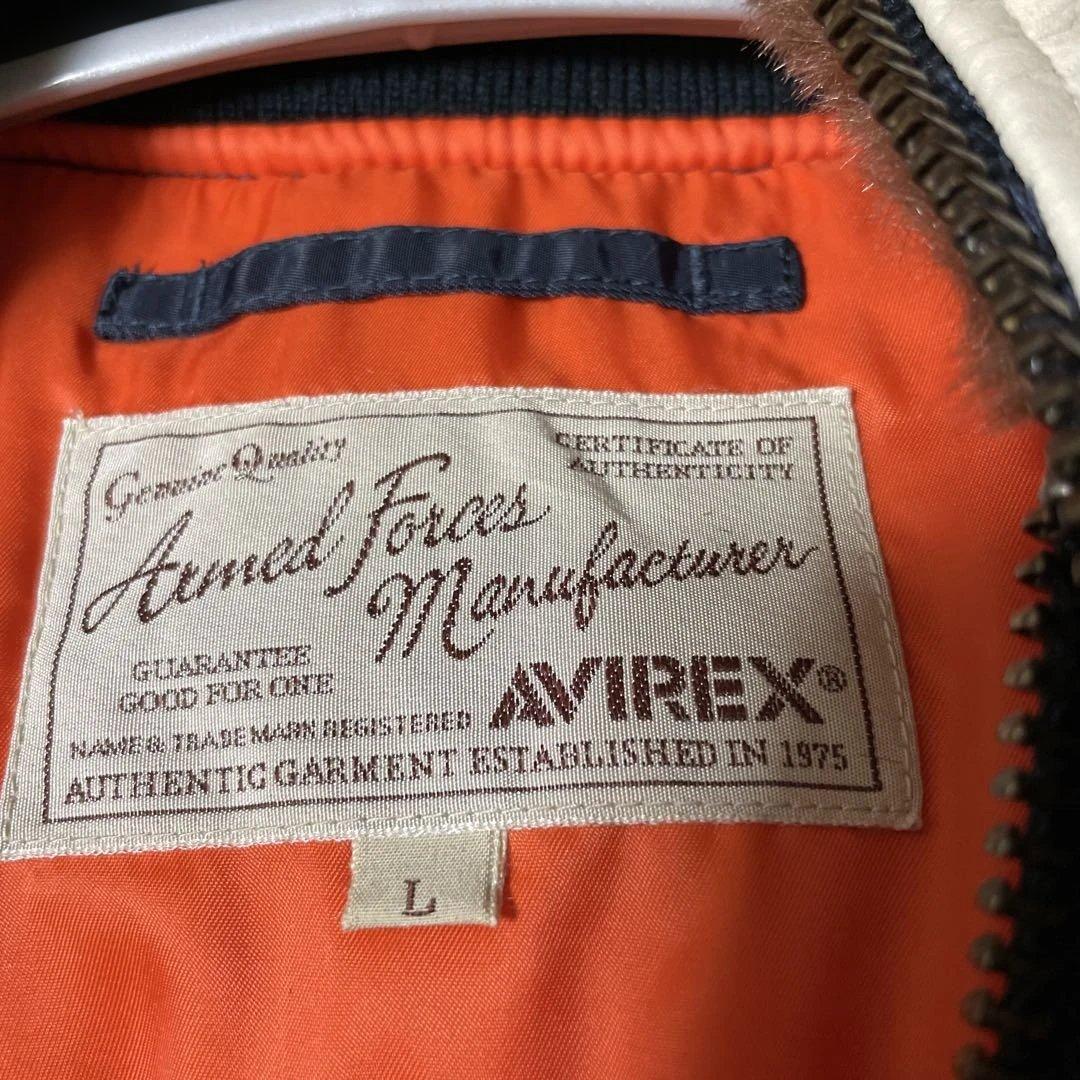 Genuine Quality
CERTIFICATE OF
AUTHENTICITY
Armed Forces
Manufacturer
GUARANTEE
GOOD FOR ONE
AVIREX®
NAME & TRADE MARK REGISTERED
AUTHENTIC GARMENT ESTABLISHED IN 1975
L